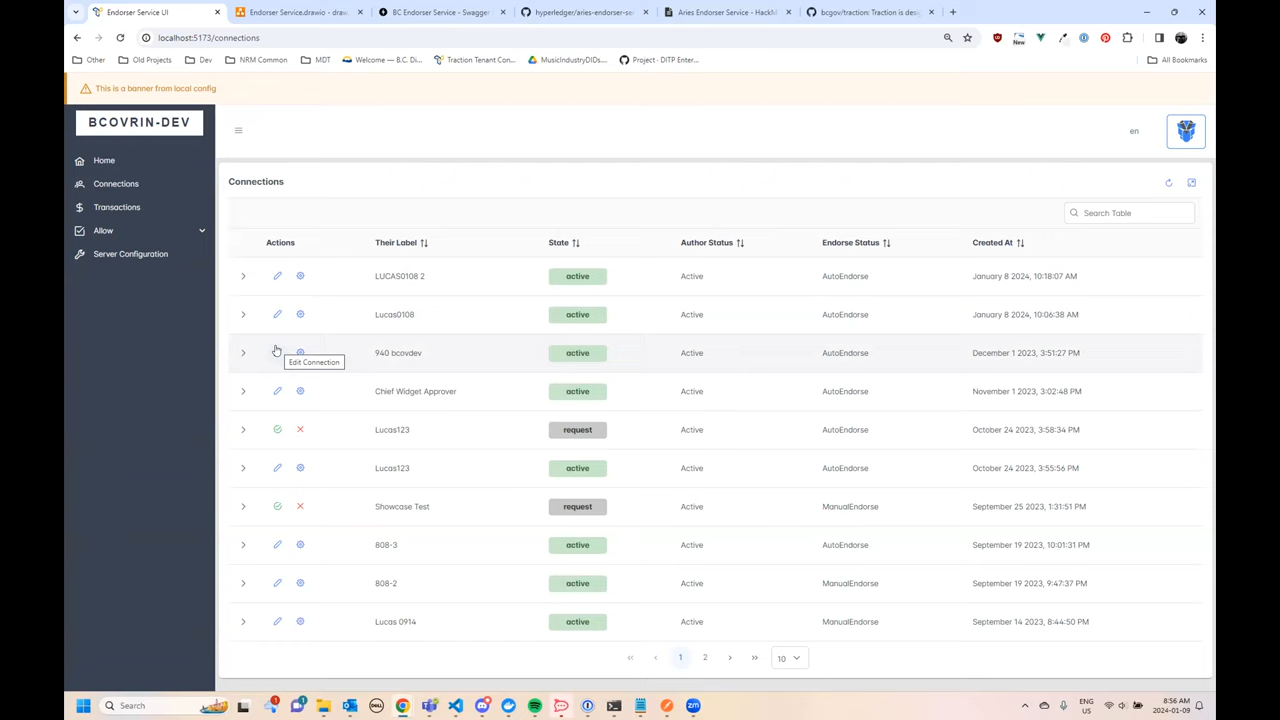 Endorser Service UI
Endorser Service.drawio - draw.
BC Endorser Service - Swagger
hyperledger/aries-endorser-se
Aries Endorser Service - HackM
bcgov/traction: Traction is desig
localhost:5173/connections
New
Other
Old Projects
Dev
NRM Common
MDT
Welcome — B.C. Di...
Traction Tenant Con...
MusicIndustryDIDs....
Project · DITP Enter...
All Bookmarks
This is a banner from local config
BCOVRIN-DEV
en
Home
Connections
Transactions
Allow
Server Configuration
Connections
Search Table
Actions Their Label State Author Status Endorse Status Created At
LUCAS0108 2 active Active AutoEndorse January 8 2024, 10:18:07 AM
Lucas0108 active Active AutoEndorse January 8 2024, 10:06:38 AM
940 bcovdev active Active AutoEndorse December 1 2023, 3:51:27 PM
Edit Connection
Chief Widget Approver active Active AutoEndorse November 1 2023, 3:02:48 PM
Lucas123 request Active AutoEndorse October 24 2023, 3:58:34 PM
Lucas123 active Active AutoEndorse October 24 2023, 3:55:56 PM
Showcase Test request Active ManualEndorse September 25 2023, 1:31:51 PM
808-3 active Active AutoEndorse September 19 2023, 10:01:31 PM
808-2 active Active ManualEndorse September 19 2023, 9:47:37 PM
Lucas 0914 active Active ManualEndorse September 14 2023, 8:44:50 PM
1 2 10
Search
ENG
US
8:56 AM
2024-01-09